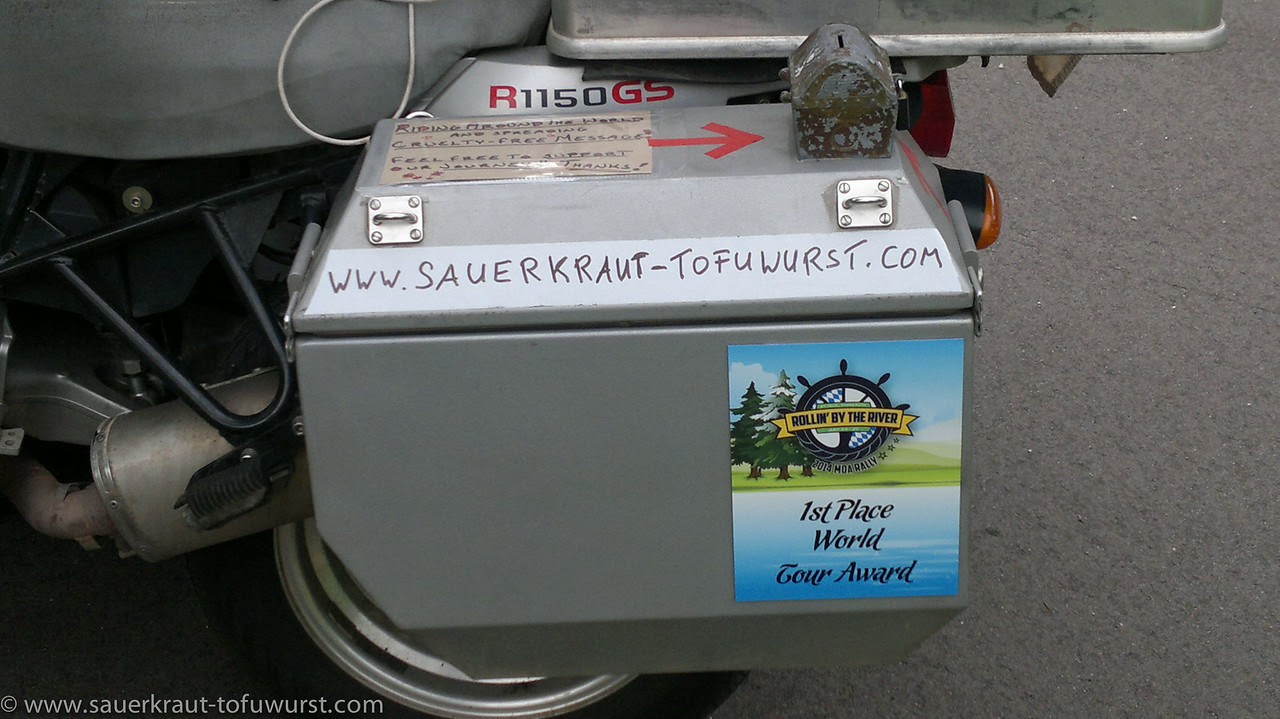 R1150GS
RIDING AROUND THE WORLD
AND SPREADING
CRUELTY-FREE MESSAGE
FEEL FREE TO SUPPORT
OUR JOURNEY. THANKS!
WWW.SAUERKRAUT-TOFUWURST.COM
ROLLIN' BY THE RIVER
2014 MOA RALLY
1st Place
World
Tour Award
© www.sauerkraut-tofuwurst.com